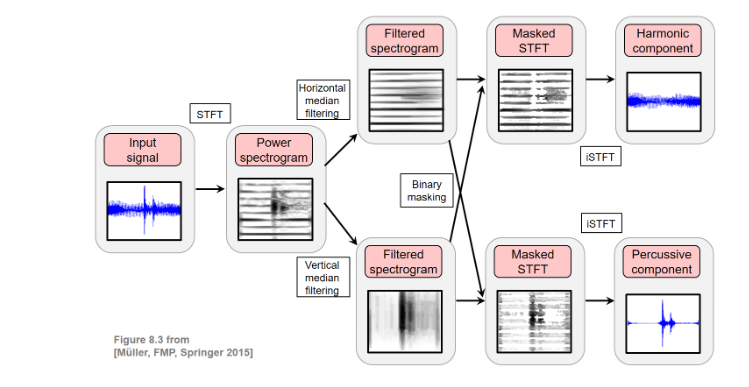 Filtered
spectrogram
Masked
STFT
Harmonic
component
Horizontal
median
filtering
STFT
Input
signal
Power
spectrogram
iSTFT
Binary
masking
iSTFT
Vertical
median
filtering
Filtered
spectrogram
Masked
STFT
Percussive
component
Figure 8.3 from
[Müller, FMP, Springer 2015]